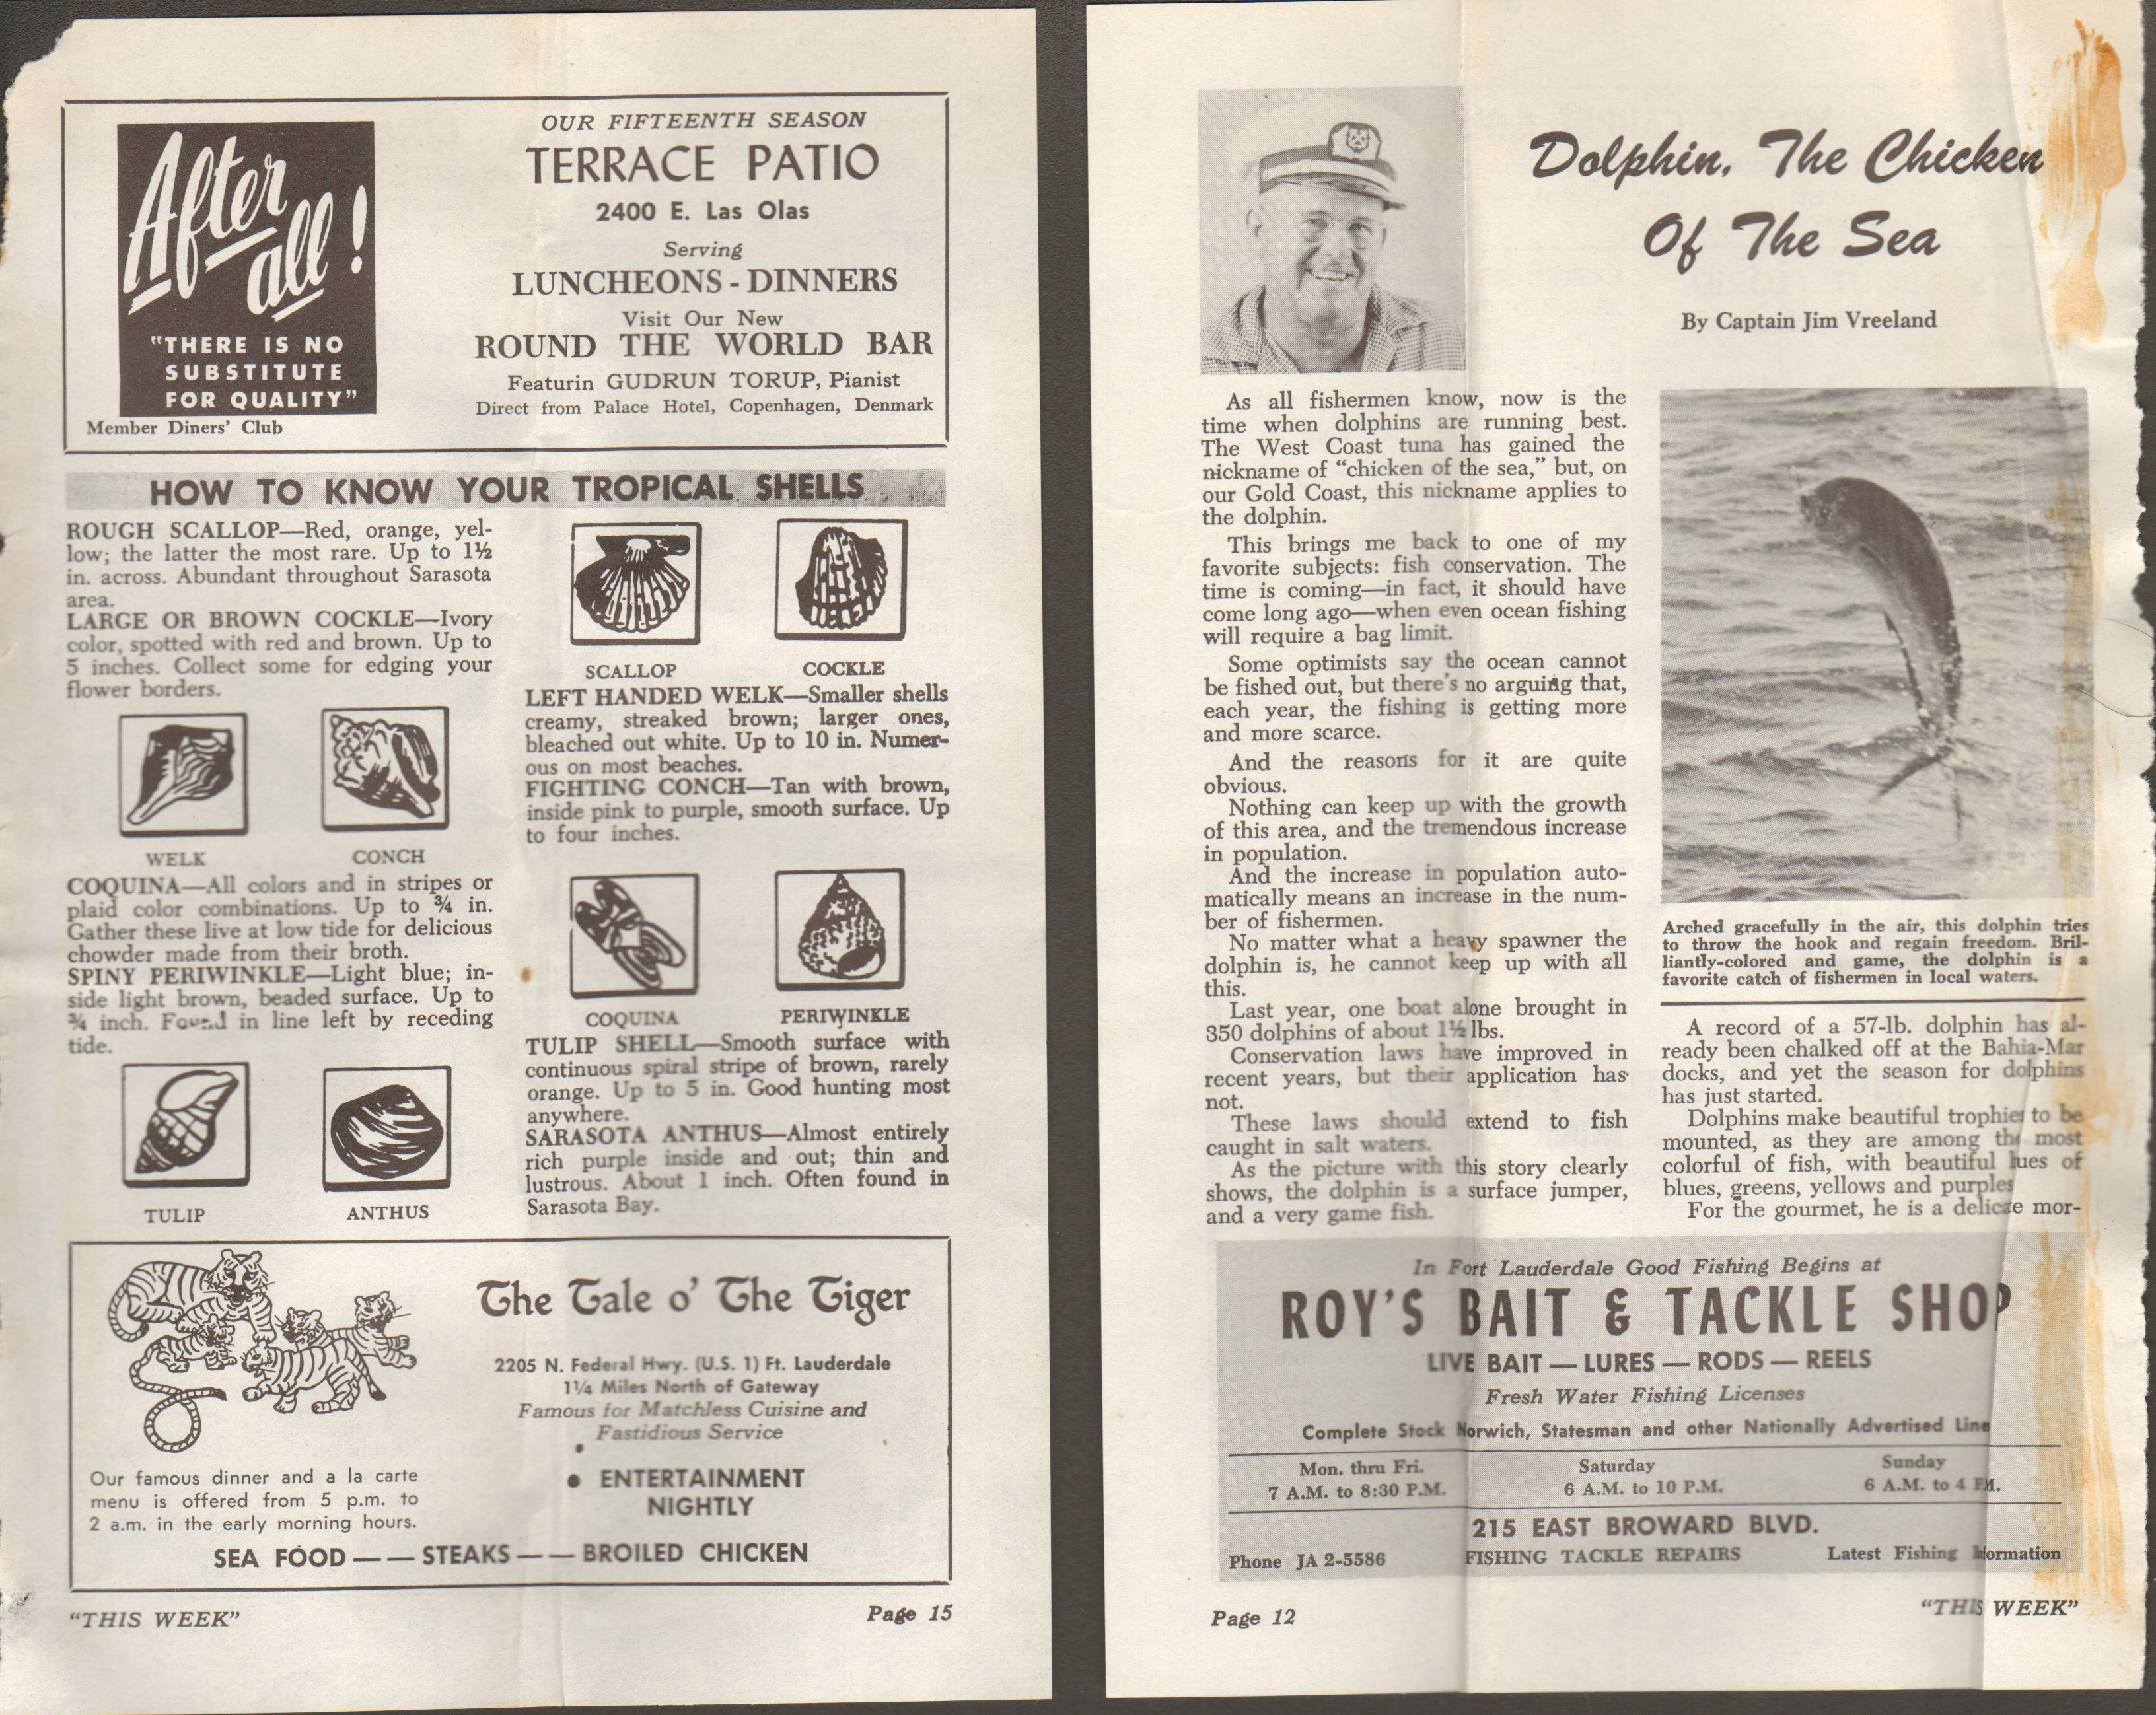 After
all!
"THERE IS NO
SUBSTITUTE
FOR QUALITY"
Member Diners' Club
OUR FIFTEENTH SEASON
TERRACE PATIO
2400 E. Las Olas
Serving
LUNCHEONS - DINNERS
Visit Our New
ROUND THE WORLD BAR
Featurin GUDRUN TORUP, Pianist
Direct from Palace Hotel, Copenhagen, Denmark
HOW TO KNOW YOUR TROPICAL SHELLS
ROUGH SCALLOP—Red, orange, yel-
low; the latter the most rare. Up to 1½
in. across. Abundant throughout Sarasota
area.
LARGE OR BROWN COCKLE—Ivory
color, spotted with red and brown. Up to
5 inches. Collect some for edging your
flower borders.
WELK
CONCH
COQUINA—All colors and in stripes or
plaid color combinations. Up to ¾ in.
Gather these live at low tide for delicious
chowder made from their broth.
SPINY PERIWINKLE—Light blue; in-
side light brown, beaded surface. Up to
¾ inch. Found in line left by receding
tide.
TULIP
ANTHUS
SCALLOP
COCKLE
LEFT HANDED WELK—Smaller shells
creamy, streaked brown; larger ones,
bleached out white. Up to 10 in. Numer-
ous on most beaches.
FIGHTING CONCH—Tan with brown,
inside pink to purple, smooth surface. Up
to four inches.
COQUINA
PERIWINKLE
TULIP SHELL—Smooth surface with
continuous spiral stripe of brown, rarely
orange. Up to 5 in. Good hunting most
anywhere.
SARASOTA ANTHUS—Almost entirely
rich purple inside and out; thin and
lustrous. About 1 inch. Often found in
Sarasota Bay.
The Tale o' The Tiger
2205 N. Federal Hwy. (U.S. 1) Ft. Lauderdale
1¼ Miles North of Gateway
Famous for Matchless Cuisine and
Fastidious Service
• ENTERTAINMENT
NIGHTLY
Our famous dinner and a la carte
menu is offered from 5 p.m. to
2 a.m. in the early morning hours.
SEA FOOD — — STEAKS — — BROILED CHICKEN
"THIS WEEK"
Page 15
Dolphin, The Chicken
Of The Sea
By Captain Jim Vreeland
As all fishermen know, now is the
time when dolphins are running best.
The West Coast tuna has gained the
nickname of "chicken of the sea," but, on
our Gold Coast, this nickname applies to
the dolphin.
This brings me back to one of my
favorite subjects: fish conservation. The
time is coming—in fact, it should have
come long ago—when even ocean fishing
will require a bag limit.
Some optimists say the ocean cannot
be fished out, but there's no arguing that,
each year, the fishing is getting more
and more scarce.
And the reasons for it are quite
obvious.
Nothing can keep up with the growth
of this area, and the tremendous increase
in population.
And the increase in population auto-
matically means an increase in the num-
ber of fishermen.
No matter what a heavy spawner the
dolphin is, he cannot keep up with all
this.
Last year, one boat alone brought in
350 dolphins of about 1½ lbs.
Conservation laws have improved in
recent years, but their application has
not.
These laws should extend to fish
caught in salt waters.
As the picture with this story clearly
shows, the dolphin is a surface jumper,
and a very game fish.
Arched gracefully in the air, this dolphin tries
to throw the hook and regain freedom. Bril-
liantly-colored and game, the dolphin is a
favorite catch of fishermen in local waters.
A record of a 57-lb. dolphin has al-
ready been chalked off at the Bahia-Mar
docks, and yet the season for dolphins
has just started.
Dolphins make beautiful trophies to be
mounted, as they are among the most
colorful of fish, with beautiful hues of
blues, greens, yellows and purples
For the gourmet, he is a delicate mor-
In Fort Lauderdale Good Fishing Begins at
ROY'S BAIT & TACKLE SHOP
LIVE BAIT — LURES — RODS — REELS
Fresh Water Fishing Licenses
Complete Stock Norwich, Statesman and other Nationally Advertised Line
Mon. thru Fri. Saturday Sunday
7 A.M. to 8:30 P.M. 6 A.M. to 10 P.M. 6 A.M. to 4 P.M.
215 EAST BROWARD BLVD.
Phone JA 2-5586 FISHING TACKLE REPAIRS Latest Fishing Information
Page 12
"THIS WEEK"